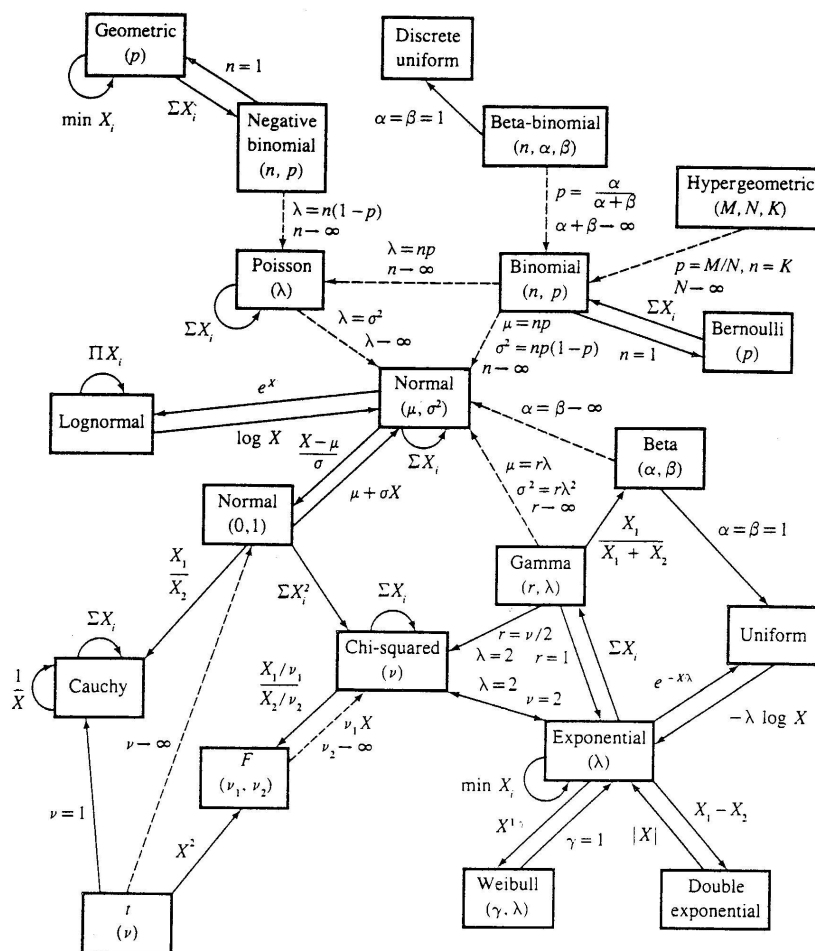 Geometric
(p)
n = 1
min X_i
ΣX_i
Discrete
uniform
α = β = 1
Negative
binomial
(n, p)
Beta-binomial
(n, α, β)
Hypergeometric
(M, N, K)
λ = n(1 - p)
n → ∞
p = α / (α + β)
α + β → ∞
λ = np
n → ∞
Poisson
(λ)
Binomial
(n, p)
p = M/N, n = K
N → ∞
ΣX_i
ΣX_i
Bernoulli
(p)
n = 1
λ = σ²
λ → ∞
μ = np
σ² = np(1 - p)
n → ∞
ΠX_i
Lognormal
e^X
log X
Normal
(μ, σ²)
ΣX_i
α = β → ∞
Beta
(α, β)
(X - μ) / σ
μ + σX
μ = rλ
σ² = rλ²
r → ∞
Normal
(0, 1)
X_1 / (X_1 + X_2)
α = β = 1
X_1 / X_2
ΣX_i²
ΣX_i
Gamma
(r, λ)
ΣX_i
Cauchy
1 / X
Chi-squared
(ν)
r = ν/2
λ = 2
r = 1
ΣX_i
Uniform
(X_1/ν_1) / (X_2/ν_2)
λ = 2
ν = 2
e^{-Xλ}
-λ log X
ν → ∞
ν_1 X
ν_2 → ∞
F
(ν_1, ν_2)
Exponential
(λ)
min X_i
ν = 1
X²
X^{1/γ}
γ = 1
|X|
X_1 - X_2
t
(ν)
Weibull
(γ, λ)
Double
exponential